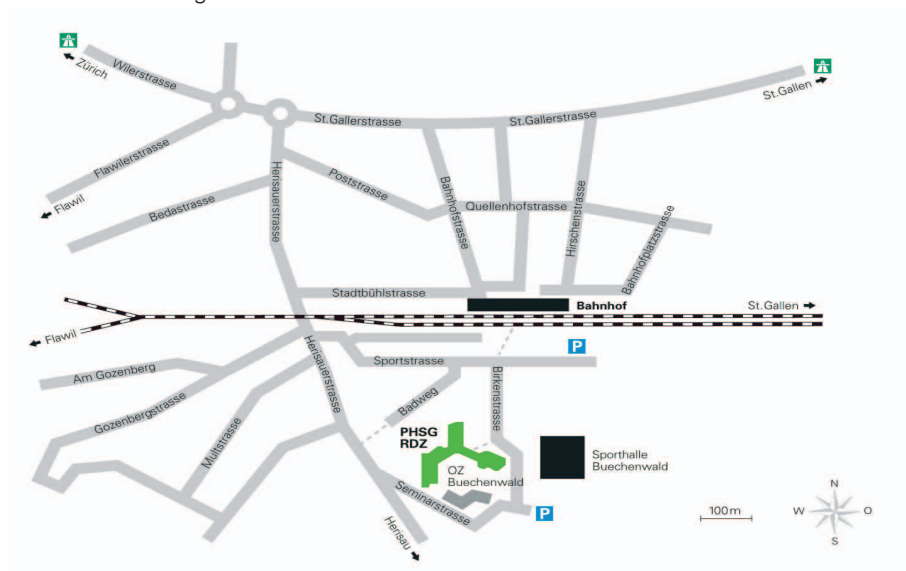 Zürich
Wilerstrasse
St.Gallen
St.Gallerstrasse
St.Gallerstrasse
Flawilerstrasse
Flawil
Bedastrasse
Herisauerstrasse
Poststrasse
Bahnhofstrasse
Quellenhofstrasse
Hirschenstrasse
Bahnhofplatzstrasse
Stadtbühlstrasse
Bahnhof
St.Gallen
Flawil
P
Sportstrasse
Am Gozenberg
Gozenbergstrasse
Multstrasse
Herisauerstrasse
Badweg
Birkenstrasse
PHSG
RDZ
OZ
Buechenwald
Sporthalle
Buechenwald
Seminarstrasse
P
Herisau
100 m
N
W
O
S